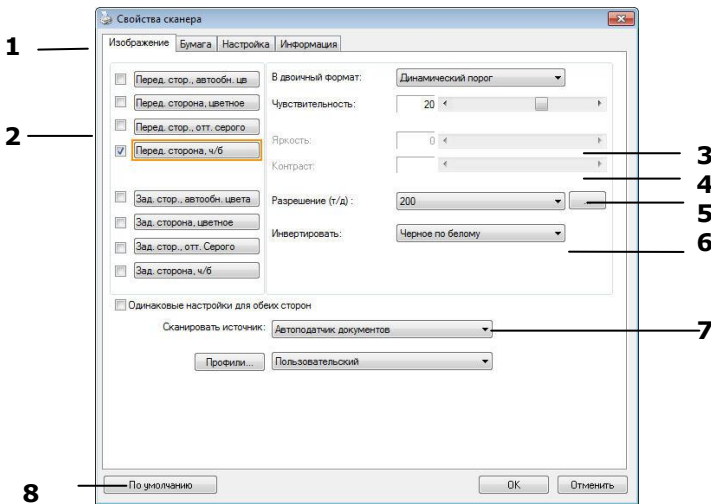 Свойства сканера
1
Изображение Бумага Настройка Информация
Перед. стор., автообн. цв
В двоичный формат: Динамический порог
Перед. сторона, цветное
Чувствительность: 20
2
Перед. стор., отт. серого
Яркость: 0
3
Перед. сторона, ч/б
Контраст:
4
Зад. стор., автообн. цвета
Разрешение (т/д) : 200
5
Зад. сторона, цветное
Инвертировать: Черное по белому
6
Зад. стор., отт. Серого
Зад. сторона, ч/б
Одинаковые настройки для обеих сторон
Сканировать источник: Автоподатчик документов
7
Профили... Пользовательский
8
По умолчанию OK Отменить